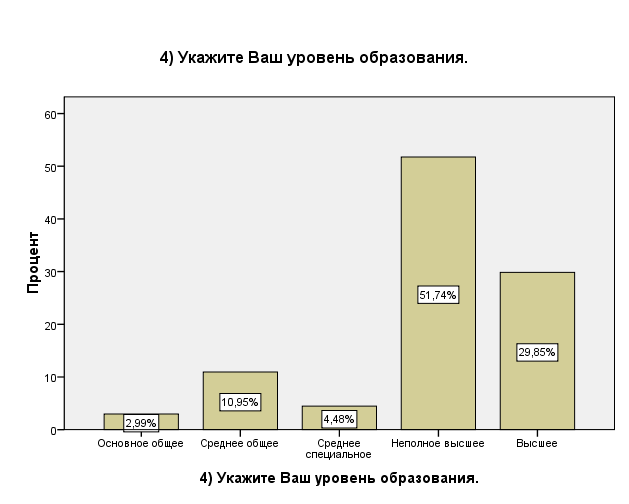 4) Укажите Ваш уровень образования.
Процент
60
50
40
30
20
10
0
2,99%
10,95%
4,48%
51,74%
29,85%
Основное общее
Среднее общее
Среднее
специальное
Неполное высшее
Высшее
4) Укажите Ваш уровень образования.